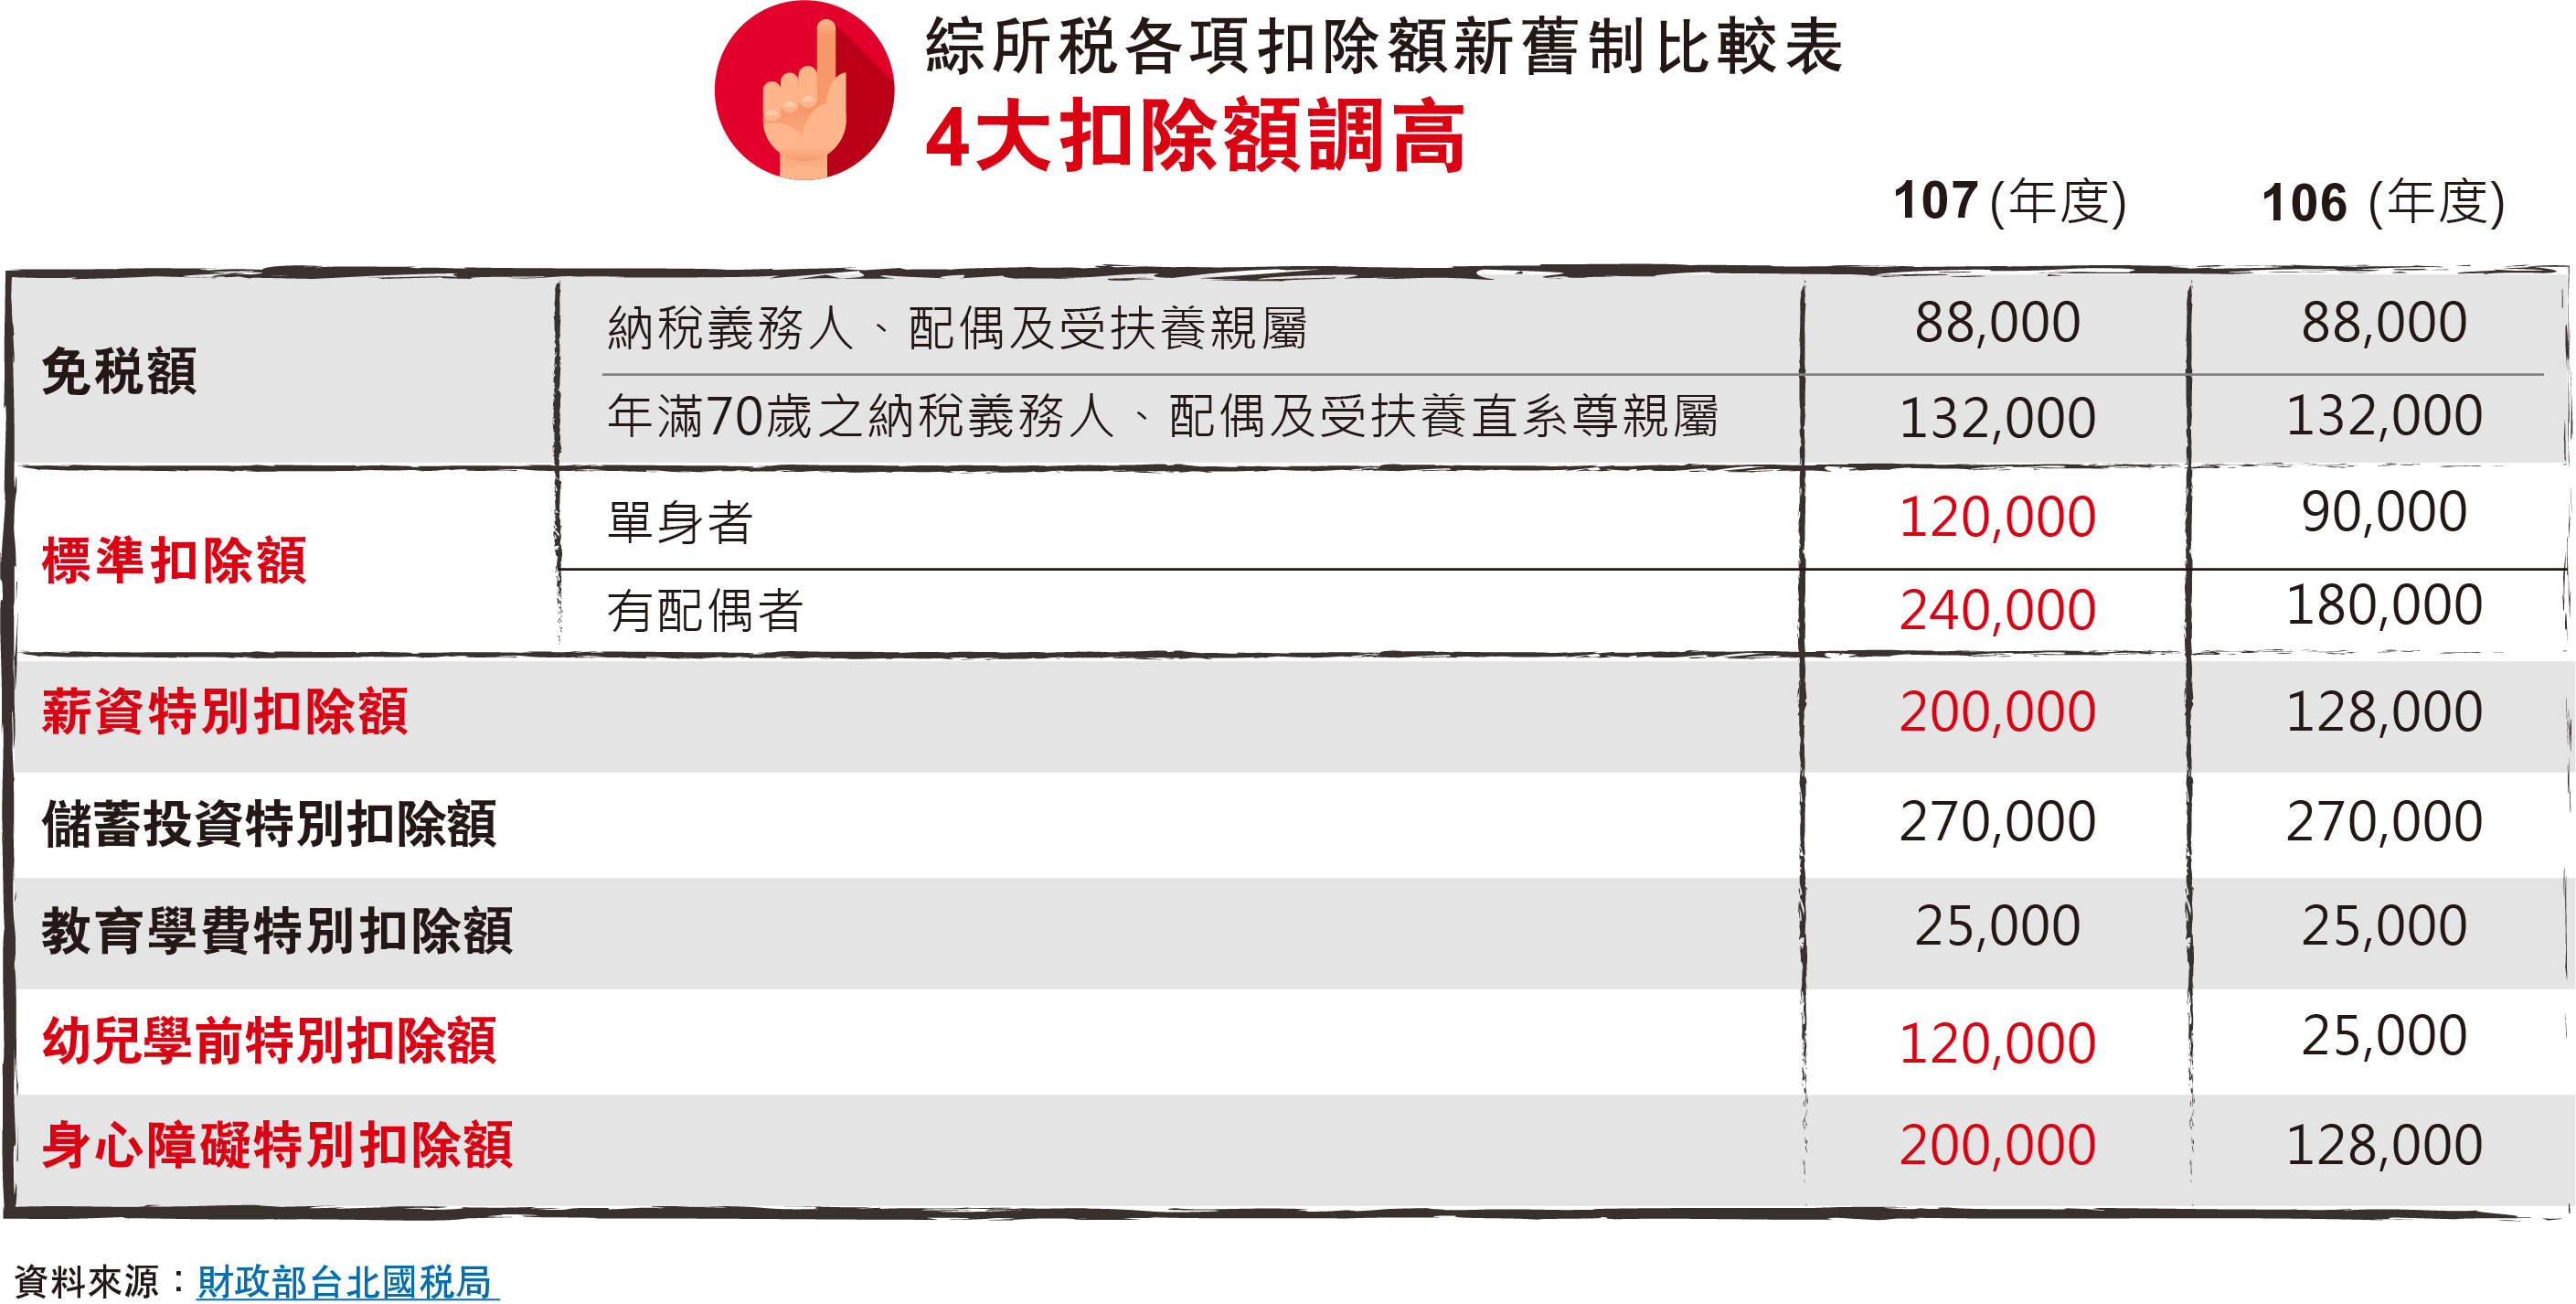 綜所税各項扣除額新舊制比較表
4大扣除額調高
107 (年度) 106 (年度)
免税額
納稅義務人、配偶及受扶養親屬 88,000 88,000
年滿70歲之納稅義務人、配偶及受扶養直系尊親屬 132,000 132,000
標準扣除額
單身者 120,000 90,000
有配偶者 240,000 180,000
薪資特別扣除額 200,000 128,000
儲蓄投資特別扣除額 270,000 270,000
教育學費特別扣除額 25,000 25,000
幼兒學前特別扣除額 120,000 25,000
身心障礙特別扣除額 200,000 128,000
資料來源：財政部台北國税局